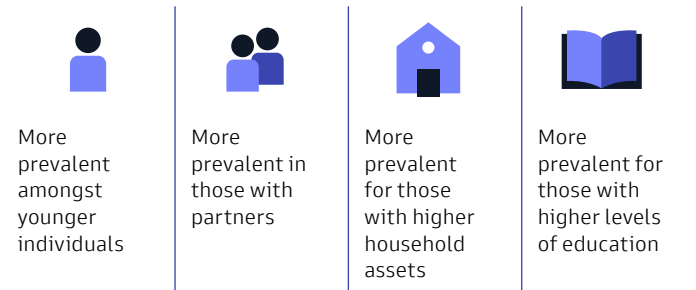 More
prevalent
amongst
younger
individuals
More
prevalent in
those with
partners
More
prevalent
for those
with higher
household
assets
More
prevalent for
those with
higher levels
of education